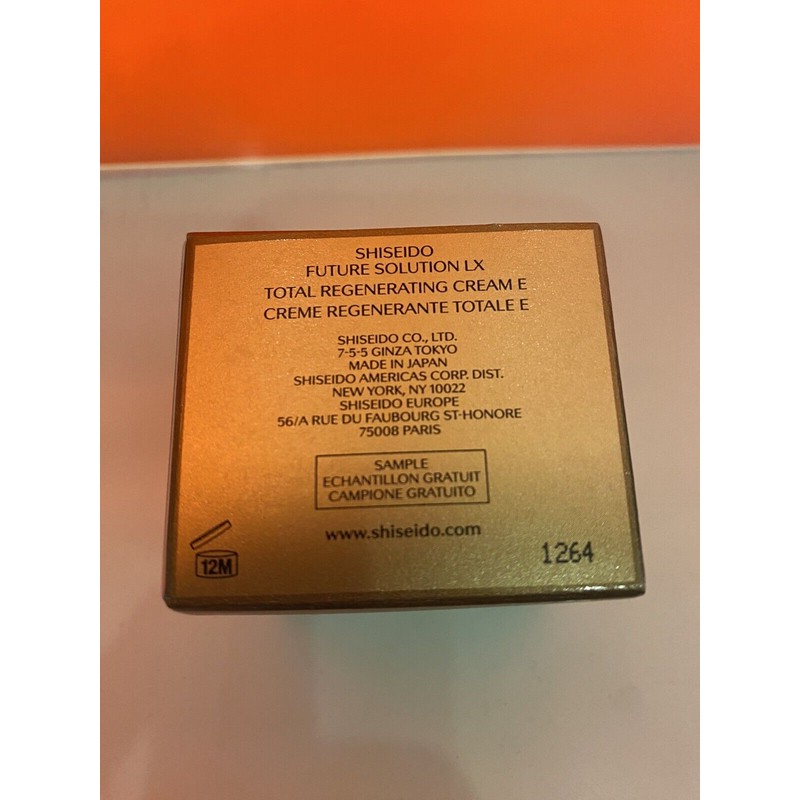 SHISEIDO
FUTURE SOLUTION LX
TOTAL REGENERATING CREAM E
CREME REGENERANTE TOTALE E
SHISEIDO CO., LTD.
7-5-5 GINZA TOKYO
MADE IN JAPAN
SHISEIDO AMERICAS CORP. DIST.
NEW YORK, NY 10022
SHISEIDO EUROPE
56/A RUE DU FAUBOURG ST-HONORE
75008 PARIS
SAMPLE
ECHANTILLON GRATUIT
CAMPIONE GRATUITO
www.shiseido.com
12M
1264